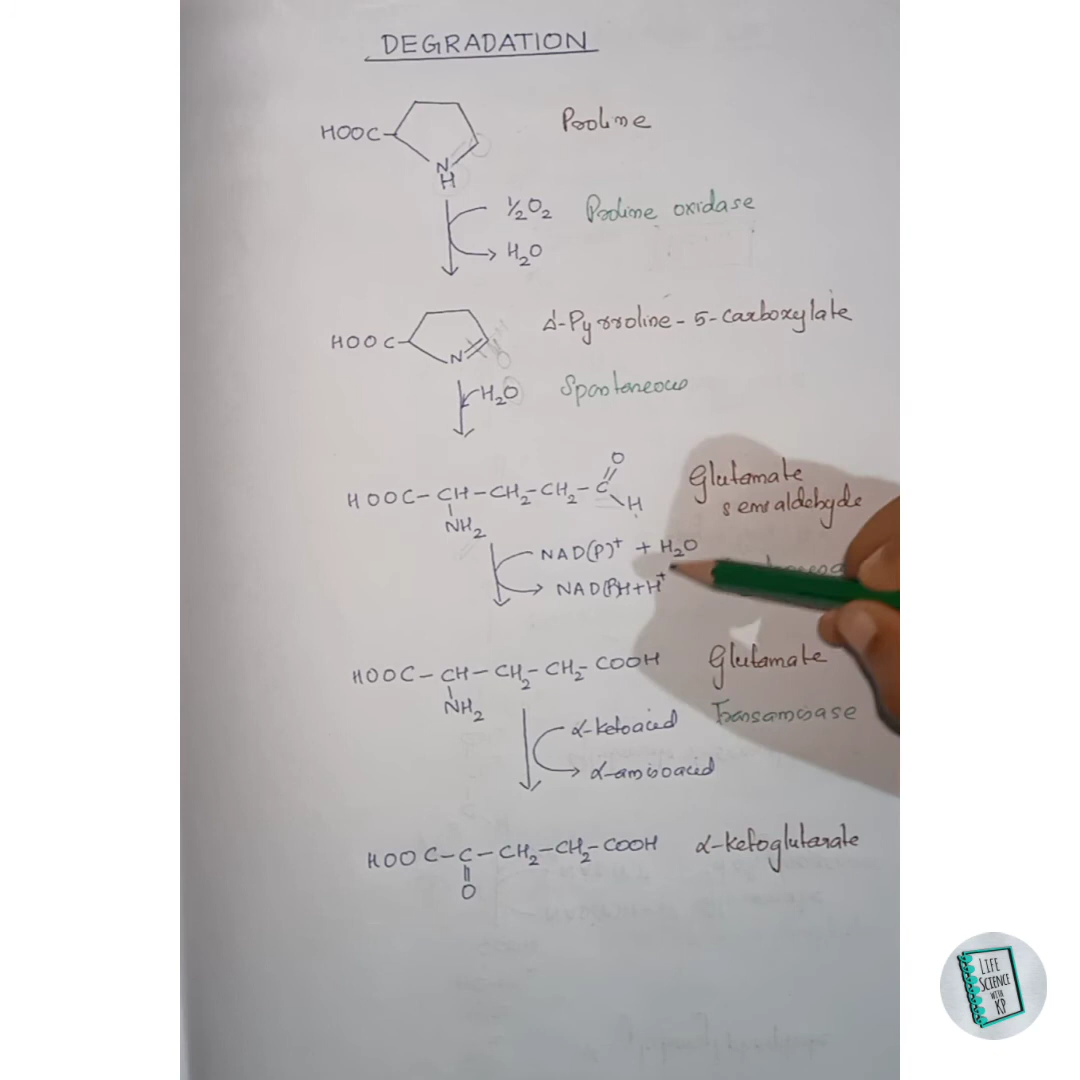 DEGRADATION
HOOC
N
H
Proline
½O₂ Proline oxidase
H₂O
HOOC
N
Δ-Pyrroline-5-carboxylate
H₂O Spontaneous
O
HOOC-CH-CH₂-CH₂-C
H
NH₂
Glutamate
semialdehyde
NAD(P)⁺ + H₂O
NAD(P)H+H⁺
HOOC-CH-CH₂-CH₂-COOH Glutamate
NH₂
α-ketoacid Transaminase
α-aminoacid
HOOC-C-CH₂-CH₂-COOH α-ketoglutarate
O
LIFE
SCIENCE
WITH
KP